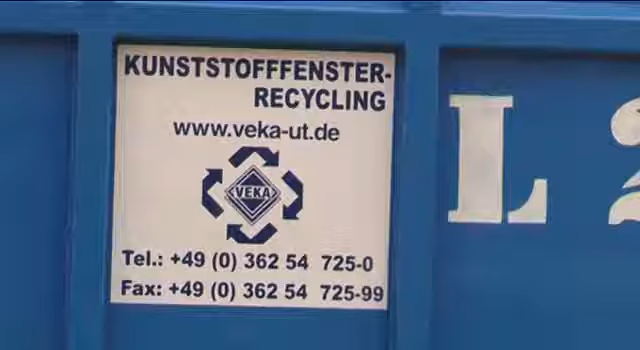 KUNSTSTOFFFENSTER-
RECYCLING
www.veka-ut.de
VEKA
Tel.: +49 (0) 362 54 725-0
Fax: +49 (0) 362 54 725-99
L 2